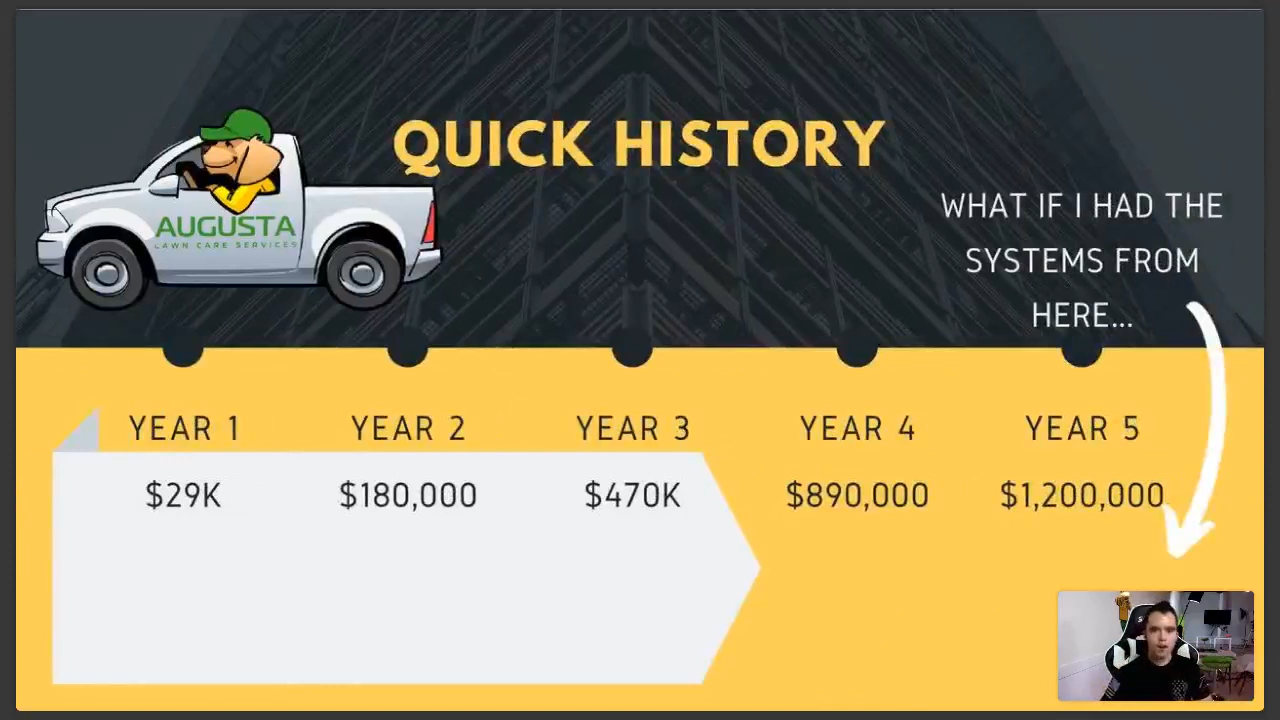 QUICK HISTORY
AUGUSTA
LAWN CARE SERVICES
WHAT IF I HAD THE
SYSTEMS FROM
HERE...
YEAR 1 YEAR 2 YEAR 3 YEAR 4 YEAR 5
$29K $180,000 $470K $890,000 $1,200,000